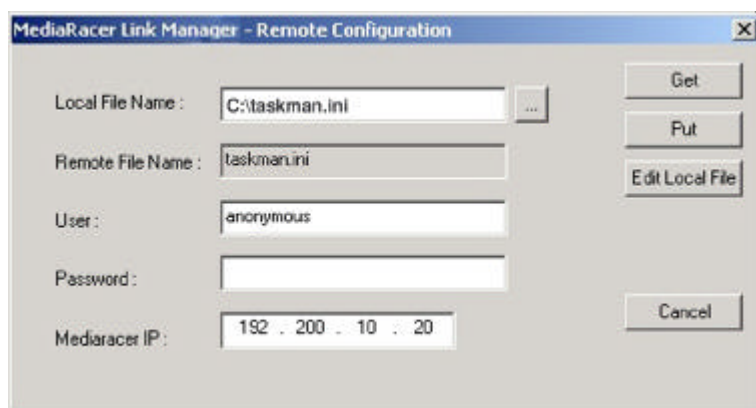 MediaRacer Link Manager - Remote Configuration
Local File Name :
C:\taskman.ini
...
Get
Put
Remote File Name :
taskman.ini
Edit Local File
User :
anonymous
Password :
Cancel
Mediaracer IP :
192 . 200 . 10 . 20